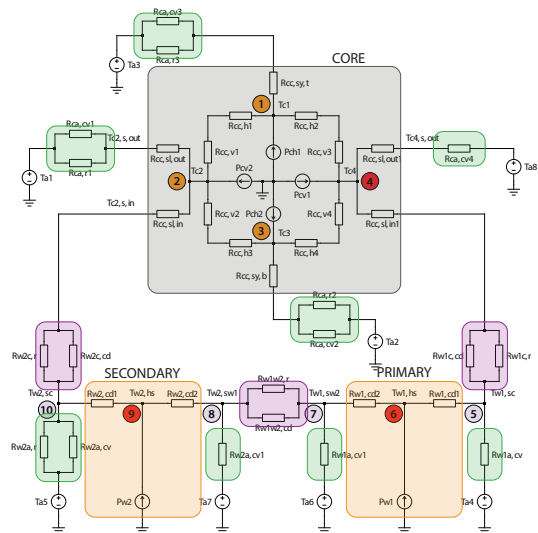 Rca, cv3
CORE
Rca, r3
Ta3
Rcc, sy, t
1
Tc1
Rcc, h1
Rcc, h2
Rca, cv1
Tc2, s, out
Tc4, s, out
Rcc, sl, out
Rcc, v1
Pch1
Rcc, v3
Rcc, sl, out1
Rca, cv4
Rca, r1
Ta1
2
Tc2
Pcv2
Pcv1
Tc4
4
Ta8
Tc2, s, in
Rcc, sl, in
Rcc, v2
Pch2
3
Tc3
Rcc, v4
Rcc, sl, in1
Rcc, h3
Rcc, h4
Rcc, sy, b
Rca, r2
Rca, cv2
Ta2
Rw2c, r
Rw2c, cd
Rw1c, cd
Rw1c, r
SECONDARY
PRIMARY
Tw2, sc
Rw2, cd1
Tw2, hs
Rw2, cd2
Tw2, sw1
Rw1w2, r
Tw1, sw2
Rw1, cd2
Tw1, hs
Rw1, cd1
Tw1, sc
10
9
8
Rw1w2, cd
7
6
5
Rw2a, r
Rw2a, cv
Rw2a, cv1
Rw1a, cv1
Rw1a, cv
Ta5
Pw2
Ta7
Ta6
Pw1
Ta4